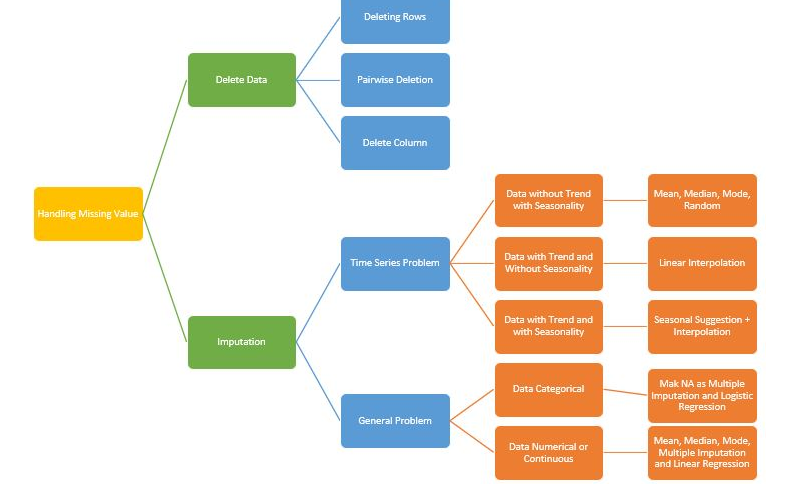 Deleting Rows
Delete Data
Pairwise Deletion
Delete Column
Handling Missing Value
Data without Trend
with Seasonality
Mean, Median, Mode,
Random
Time Series Problem
Data with Trend and
Without Seasonality
Linear Interpolation
Data with Trend and
with Seasonality
Seasonal Suggestion +
Interpolation
Imputation
Data Categorical
Mak NA as Multiple
Imputation and Logistic
Regression
General Problem
Data Numerical or
Continuous
Mean, Median, Mode,
Multiple Imputation
and Linear Regression